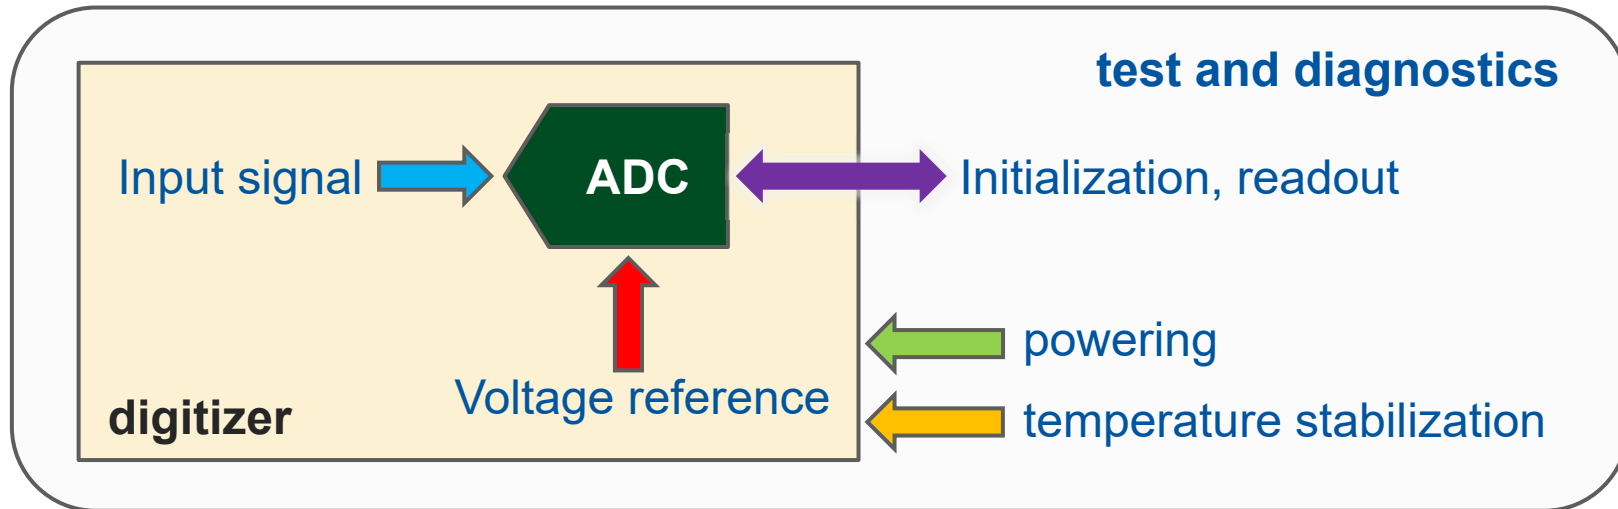 test and diagnostics
Input signal
ADC
Initialization, readout
powering
Voltage reference
digitizer
temperature stabilization